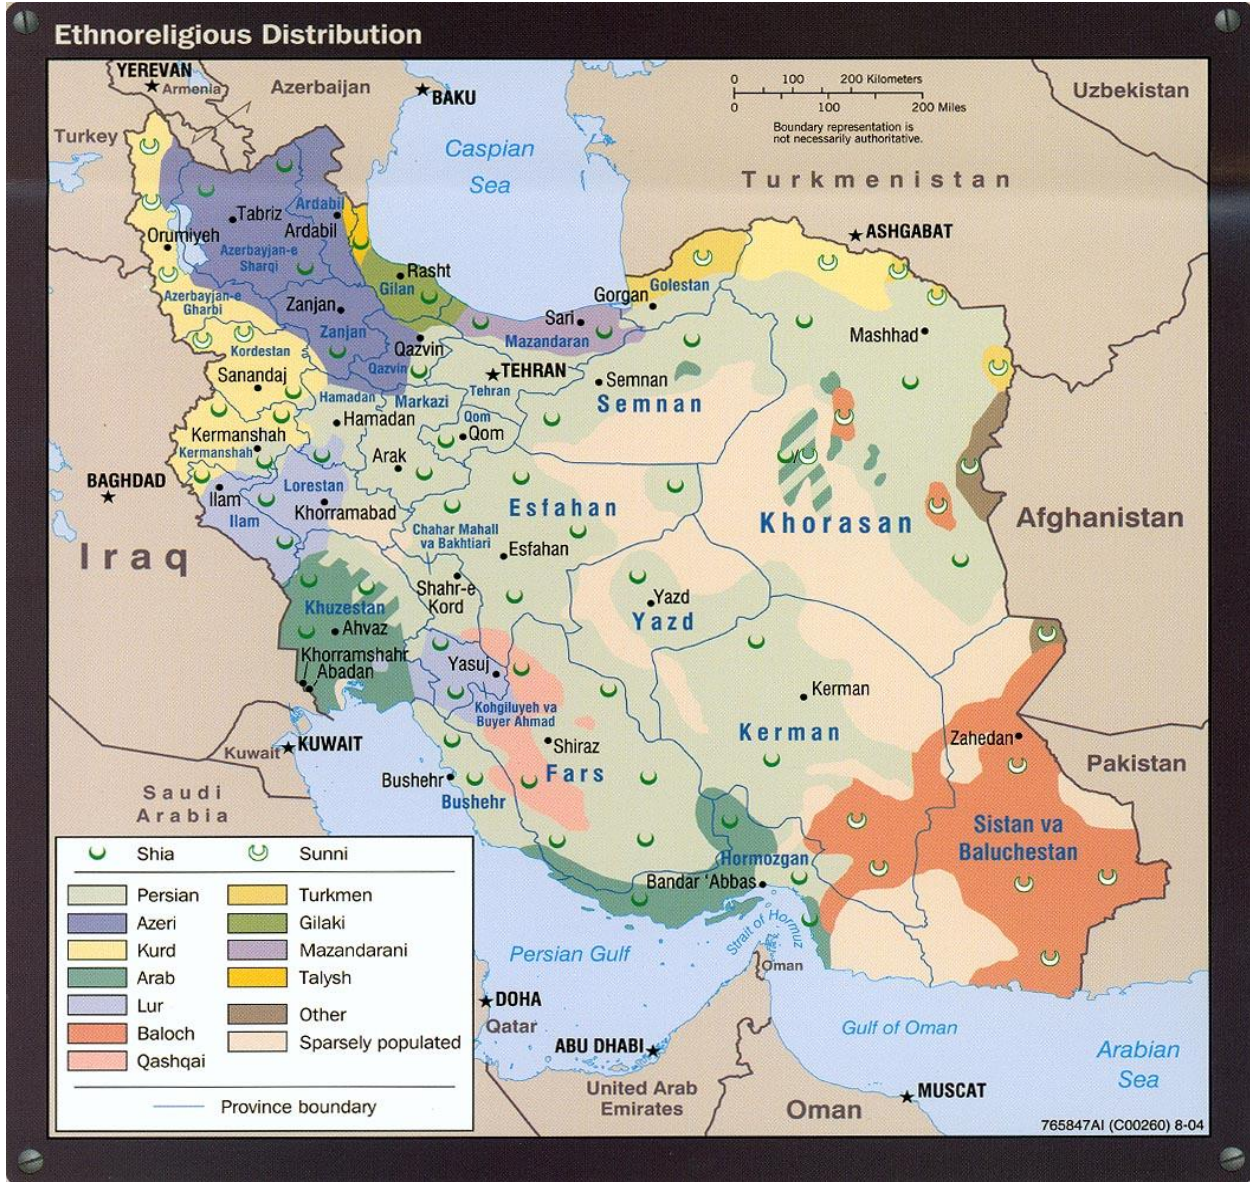 Ethnoreligious Distribution
YEREVAN
Armenia
Azerbaijan
BAKU
Turkey
Caspian
Sea
0 100 200 Kilometers
0 100 200 Miles
Boundary representation is
not necessarily authoritative.
Uzbekistan
Turkmenistan
ASHGABAT
Ardabil
Tabriz
Ardabil
Orumiyeh
Azerbayjan-e
Sharqi
Rasht
Gilan
Golestan
Gorgan
Azerbayjan-e
Gharbi
Zanjan
Zanjan
Sari
Mazandaran
Mashhad
Kordestan
Qazvin
Qazvin
TEHRAN
Tehran
Sanandaj
Semnan
Semnan
Hamadan
Markazi
Hamadan
Qom
Qom
Kermanshah
Kermanshah
Arak
BAGHDAD
Ilam
Ilam
Lorestan
Khorramabad
Esfahan
Khorasan
Afghanistan
Chahar Mahall
va Bakhtiari
Esfahan
Iraq
Shahr-e
Kord
Khuzestan
Ahvaz
Yazd
Yazd
Khorramshahr
Abadan
Yasuj
Kohgiluyeh va
Buyer Ahmad
Kerman
Kerman
Zahedan
Kuwait
KUWAIT
Shiraz
Fars
Pakistan
Saudi
Arabia
Bushehr
Bushehr
Sistan va
Baluchestan
Hormozgan
Bandar 'Abbas
Strait of Hormuz
Persian Gulf
Oman
DOHA
Qatar
ABU DHABI
Gulf of Oman
Arabian
Sea
United Arab
Emirates
Oman
MUSCAT
Shia
Sunni
Persian
Turkmen
Azeri
Gilaki
Kurd
Mazandarani
Arab
Talysh
Lur
Other
Baloch
Sparsely populated
Qashqai
Province boundary
765847AI (C00260) 8-04